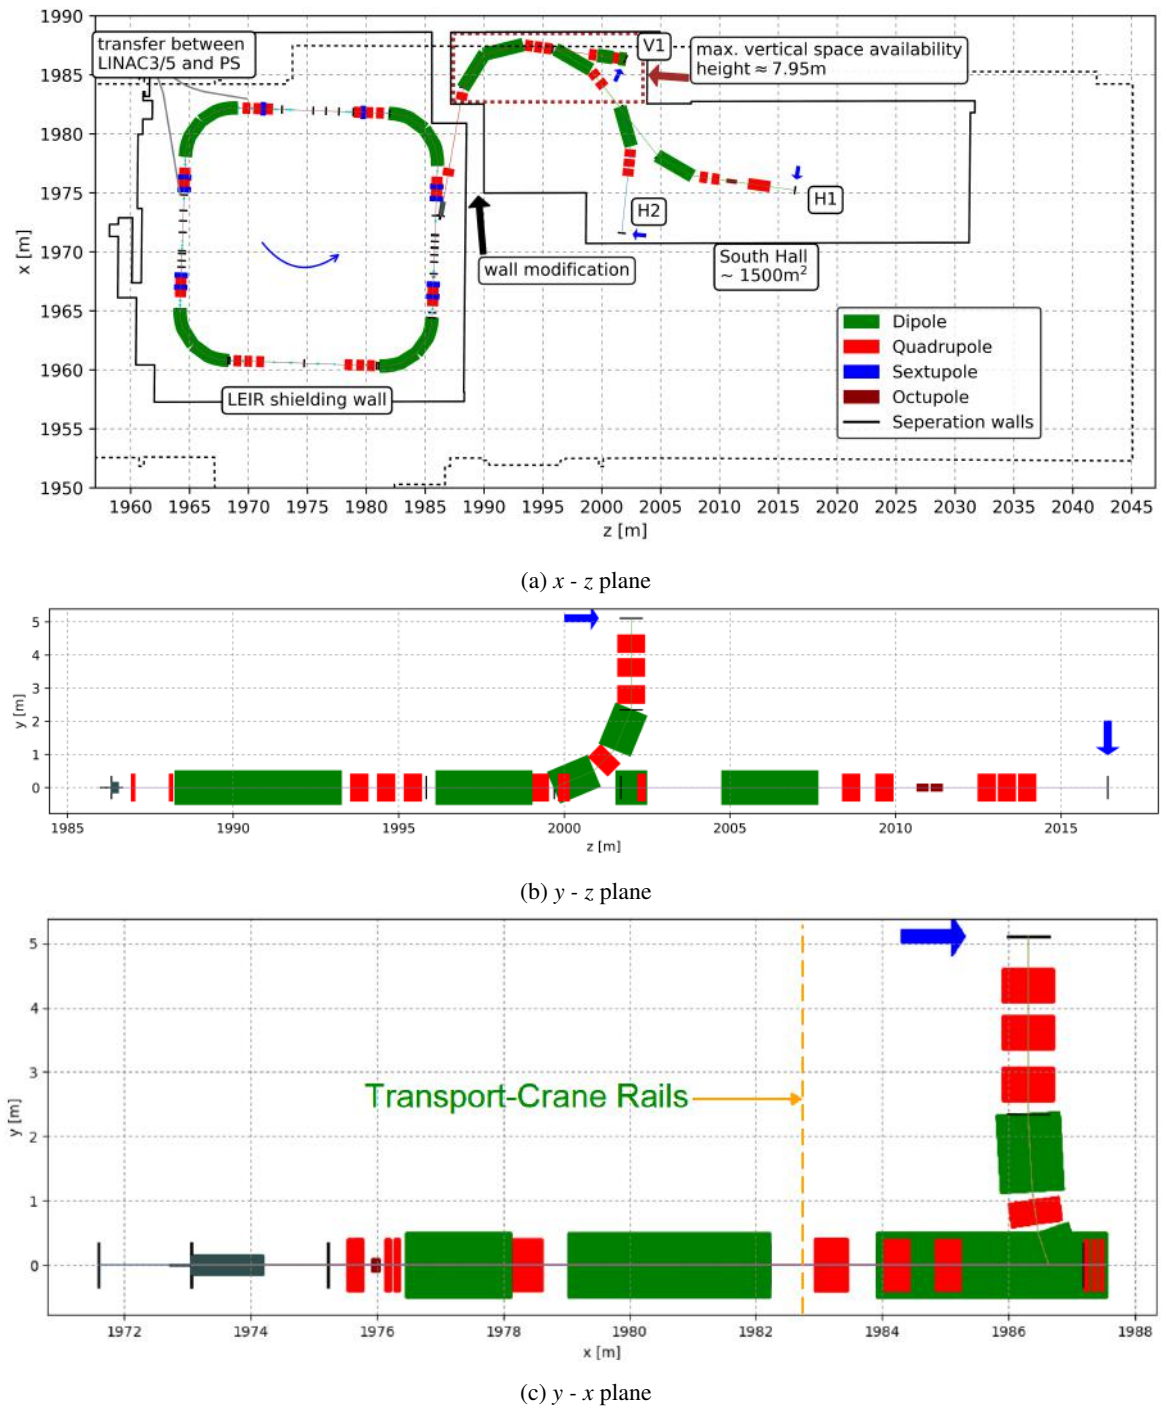 1990
1985
1980
1975
1970
1965
1960
1955
1950
x [m]
transfer between
LINAC3/5 and PS
V1
max. vertical space availability
height ≈ 7.95m
H1
H2
wall modification
South Hall
~ 1500m²
LEIR shielding wall
Dipole
Quadrupole
Sextupole
Octupole
Seperation walls
1960 1965 1970 1975 1980 1985 1990 1995 2000 2005 2010 2015 2020 2025 2030 2035 2040 2045
z [m]
(a) x - z plane
5
4
3
2
1
0
y [m]
1985 1990 1995 2000 2005 2010 2015
z [m]
(b) y - z plane
5
4
3
2
1
0
y [m]
Transport-Crane Rails
1972 1974 1976 1978 1980 1982 1984 1986 1988
x [m]
(c) y - x plane